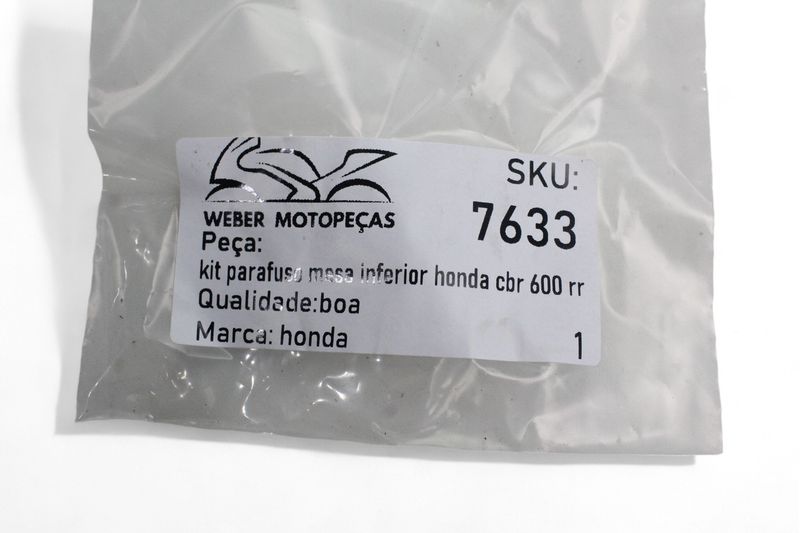 WEBER MOTOPEÇAS
SKU:
7633
Peça:
kit parafuso mesa inferior honda cbr 600 rr
Qualidade:boa
Marca: honda
1